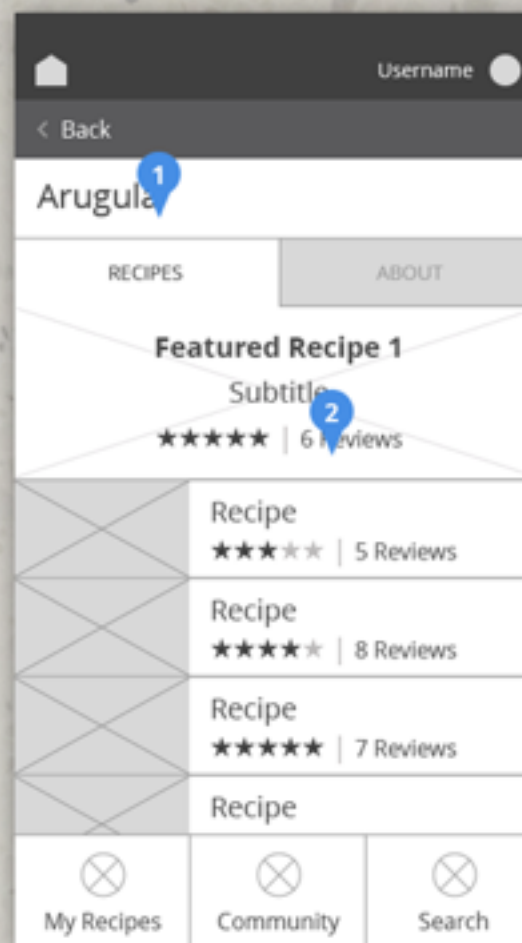 Username
< Back
Arugula
1
RECIPES
ABOUT
Featured Recipe 1
Subtitle
2
★★★★★ | 6 Reviews
Recipe
★★★★★ | 5 Reviews
Recipe
★★★★★ | 8 Reviews
Recipe
★★★★★ | 7 Reviews
Recipe
My Recipes
Community
Search